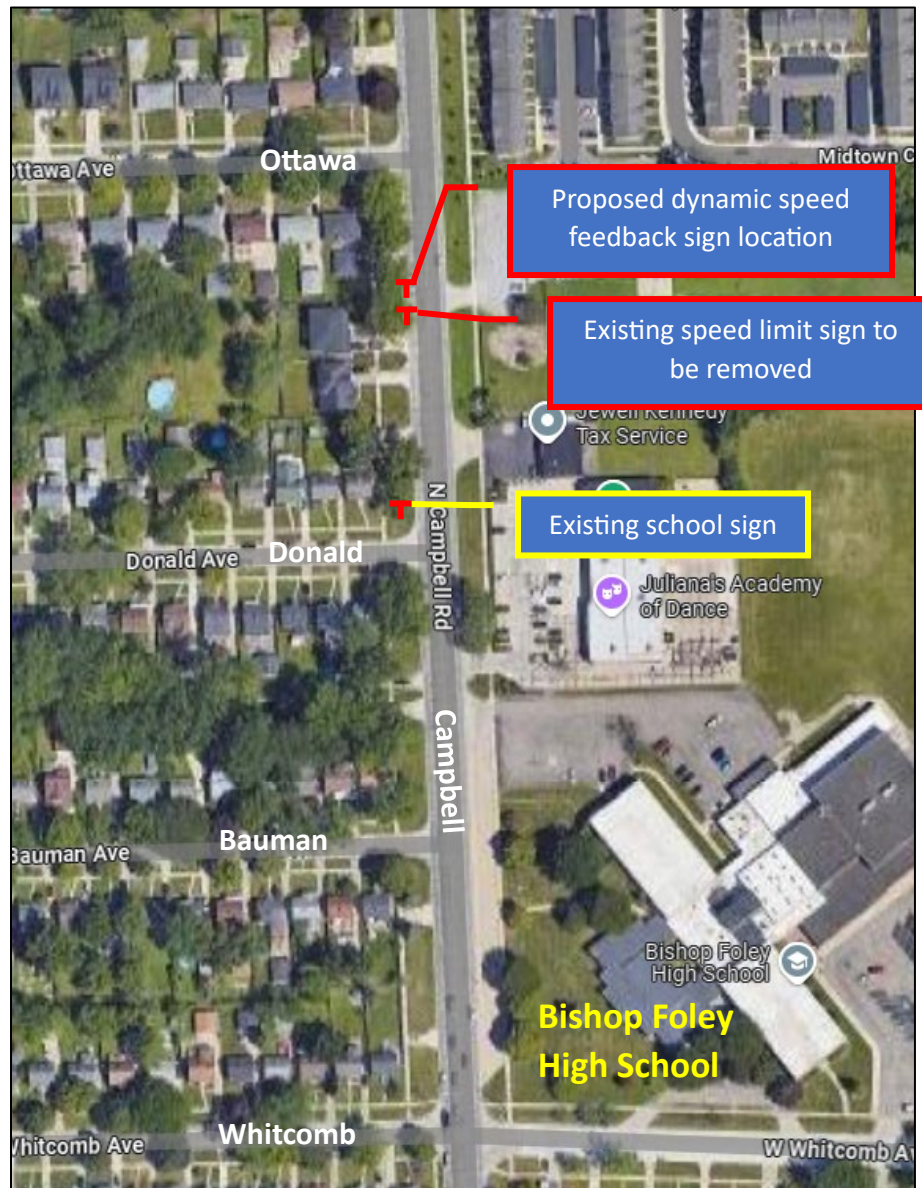 Ottawa
Ottawa Ave
Midtown C
Proposed dynamic speed
feedback sign location
Existing speed limit sign to
be removed
Jewell Kennedy
Tax Service
N Campbell Rd
Existing school sign
Donald Ave
Donald
Juliana's Academy
of Dance
Campbell
Bauman
Bauman Ave
Bishop Foley
High School
Bishop Foley
High School
Whitcomb Ave
Whitcomb
W Whitcomb Av